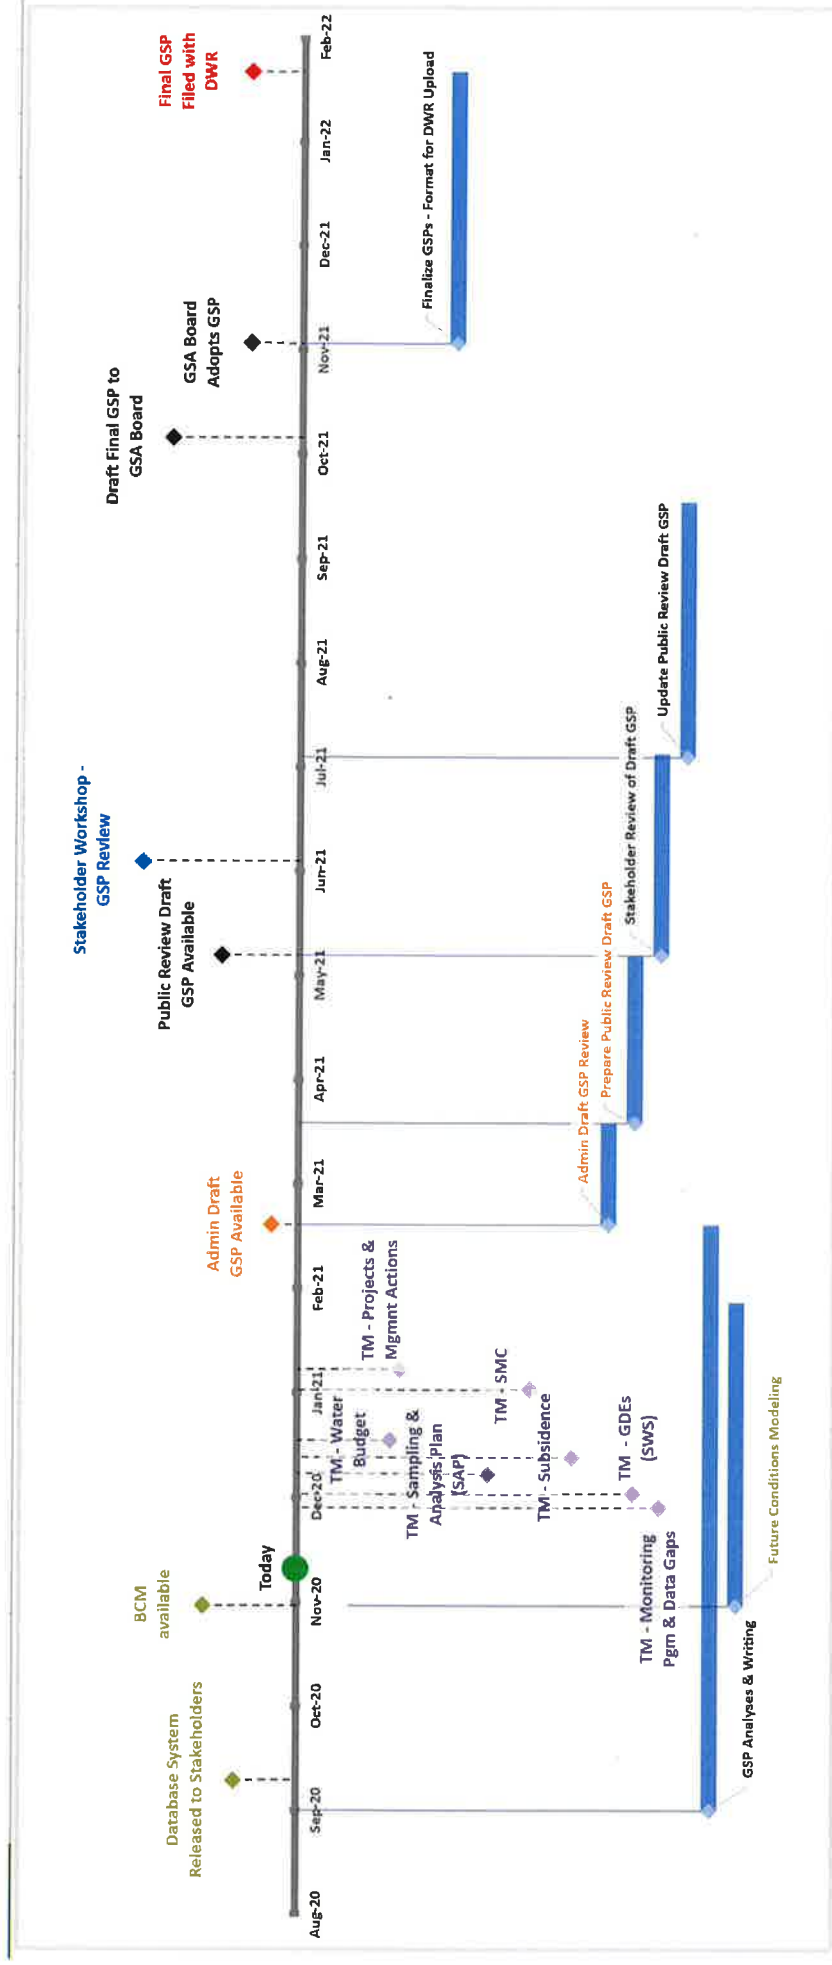 Stakeholder Workshop -
GSP Review
Draft Final GSP to
GSA Board
Database System
Released to Stakeholders
BCM
available
Admin Draft
GSP Available
Public Review Draft
GSP Available
GSA Board
Adopts GSP
Final GSP
Filed with
DWR
Today
Aug-20
Sep-20
Oct-20
Nov-20
Dec-20
Jan-21
Feb-21
Mar-21
Apr-21
May-21
Jun-21
Jul-21
Aug-21
Sep-21
Oct-21
Nov-21
Dec-21
Jan-22
Feb-22
TM - Water
Budget
TM - Projects &
Mgmnt Actions
TM - Sampling &
Analysis Plan
(SAP)
TM - SMC
TM - Subsidence
TM - GDEs
(SWS)
TM - Monitoring
Pgm & Data Gaps
Finalize GSPs - Format for DWR Upload
Admin Draft GSP Review
Prepare Public Review Draft GSP
Stakeholder Review of Draft GSP
Update Public Review Draft GSP
GSP Analyses & Writing
Future Conditions Modeling